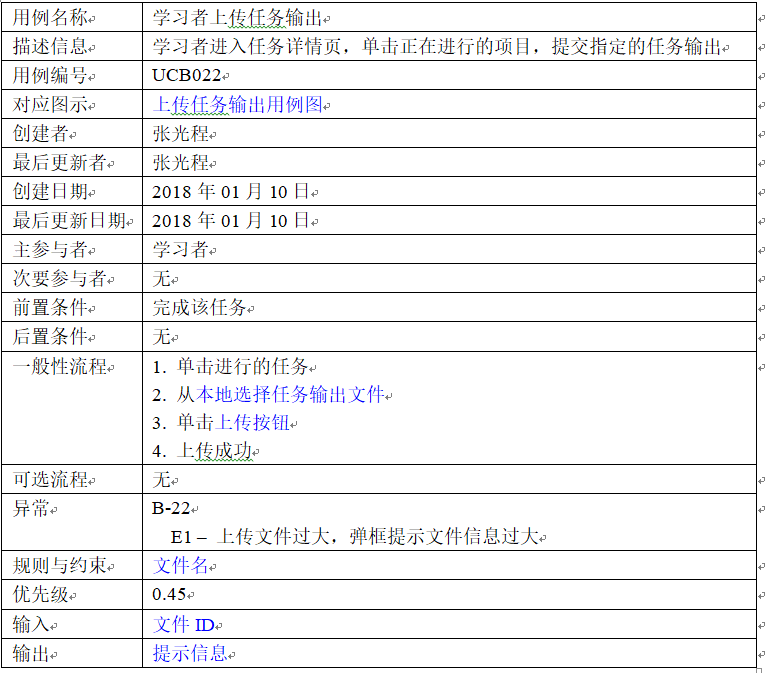 用例名称 学习者上传任务输出
描述信息 学习者进入任务详情页，单击正在进行的项目，提交指定的任务输出
用例编号 UCB022
对应图示 上传任务输出用例图
创建者 张光程
最后更新者 张光程
创建日期 2018 年 01 月 10 日
最后更新日期 2018 年 01 月 10 日
主参与者 学习者
次要参与者 无
前置条件 完成该任务
后置条件 无
一般性流程 1. 单击进行的任务
2. 从本地选择任务输出文件
3. 单击上传按钮
4. 上传成功
可选流程 无
异常 B-22
E1 – 上传文件过大，弹框提示文件信息过大
规则与约束 文件名
优先级 0.45
输入 文件 ID
输出 提示信息